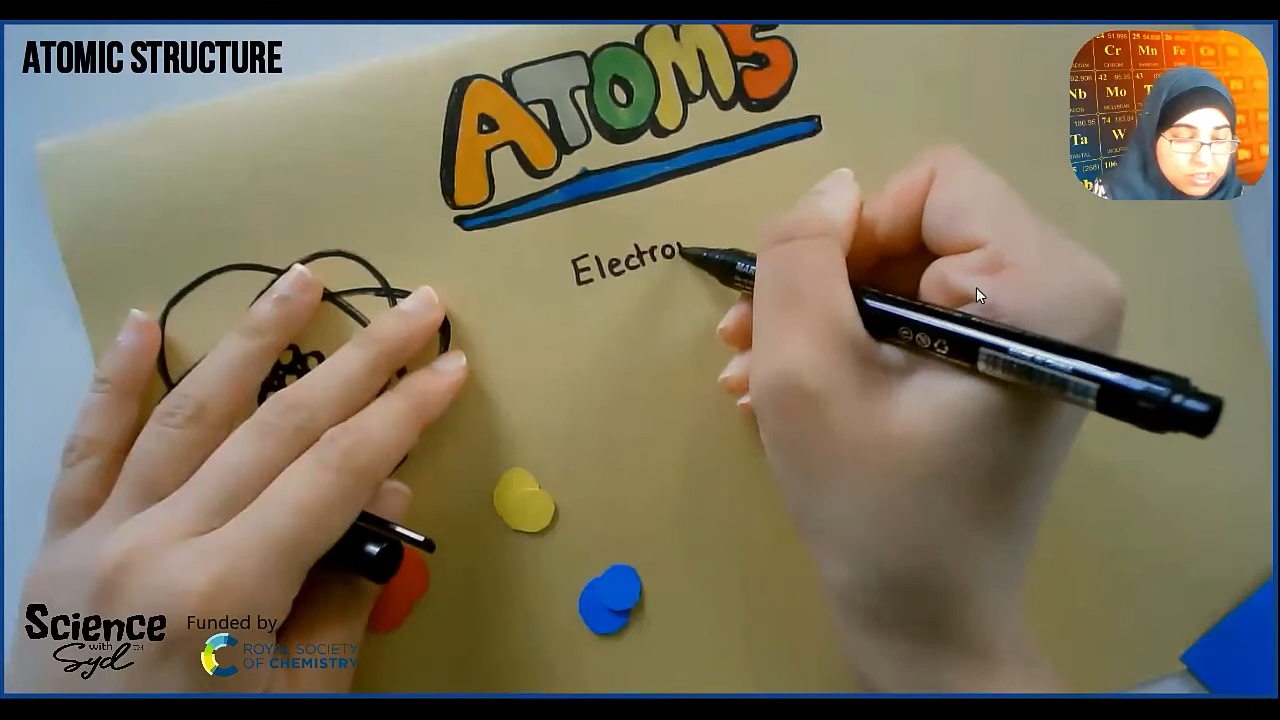 ATOMIC STRUCTURE
ATOMS
Electro
Science
with
Syd
Funded by
ROYAL SOCIETY
OF CHEMISTRY
Cr
Mn
Fe
Nb
Mo
Ta
W